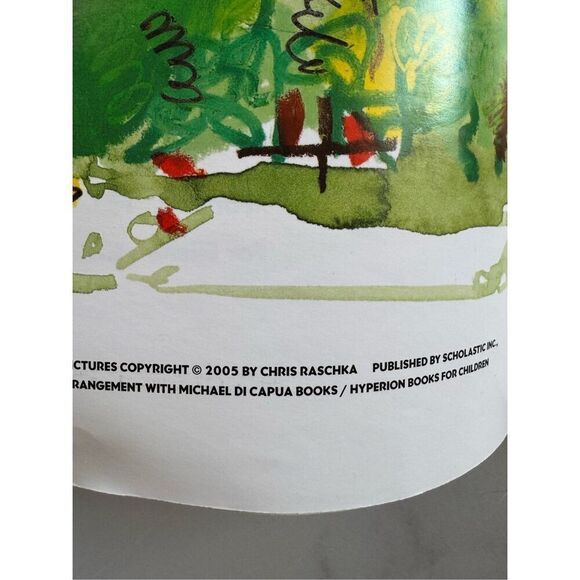 CTURES COPYRIGHT © 2005 BY CHRIS RASCHKA PUBLISHED BY SCHOLASTIC INC.,
RANGEMENT WITH MICHAEL DI CAPUA BOOKS / HYPERION BOOKS FOR CHILDREN